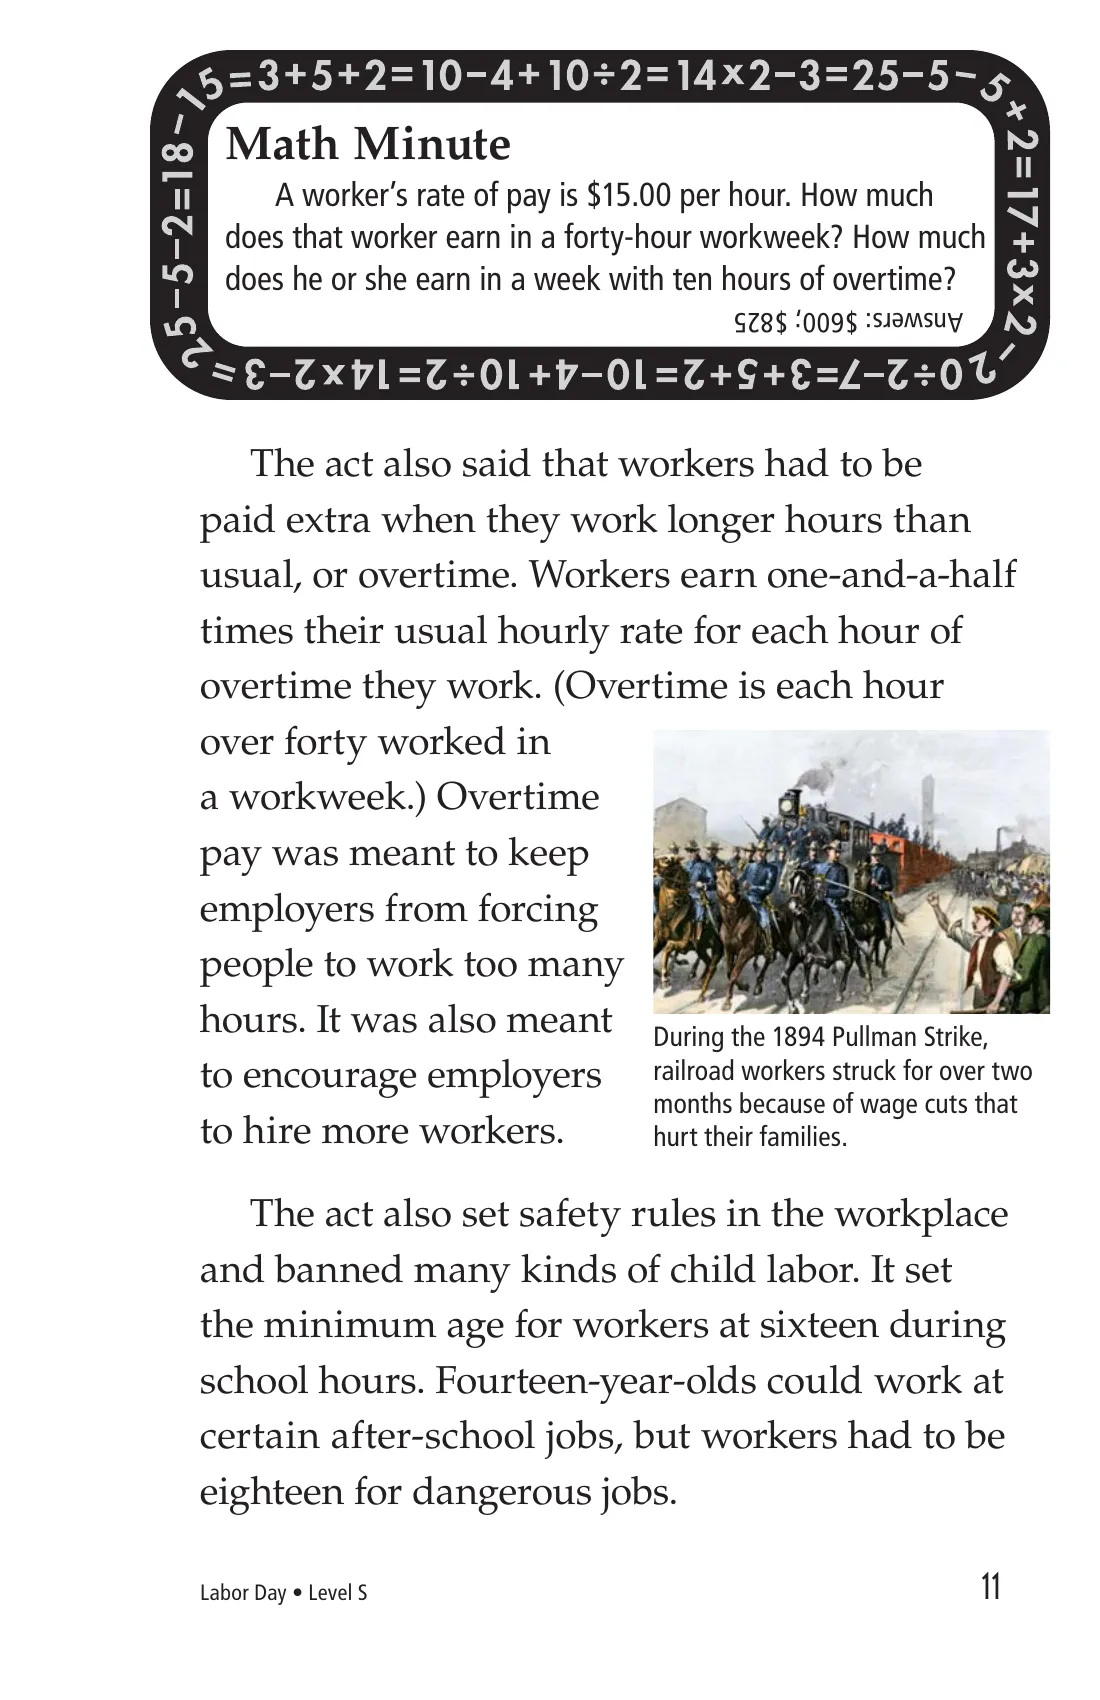 15=3+5+2=10−4+10÷2=14×2−3=25−5−5+2=17+3×2−
Math Minute
A worker’s rate of pay is $15.00 per hour. How much
does that worker earn in a forty-hour workweek? How much
does he or she earn in a week with ten hours of overtime?
Answers: $600; $825
25−5−2=18−
20÷2−7=3+5+2=10−4+10÷2=14×2−3=
The act also said that workers had to be
paid extra when they work longer hours than
usual, or overtime. Workers earn one-and-a-half
times their usual hourly rate for each hour of
overtime they work. (Overtime is each hour
over forty worked in
a workweek.) Overtime
pay was meant to keep
employers from forcing
people to work too many
hours. It was also meant
to encourage employers
to hire more workers.
During the 1894 Pullman Strike,
railroad workers struck for over two
months because of wage cuts that
hurt their families.
The act also set safety rules in the workplace
and banned many kinds of child labor. It set
the minimum age for workers at sixteen during
school hours. Fourteen-year-olds could work at
certain after-school jobs, but workers had to be
eighteen for dangerous jobs.
Labor Day • Level S
11